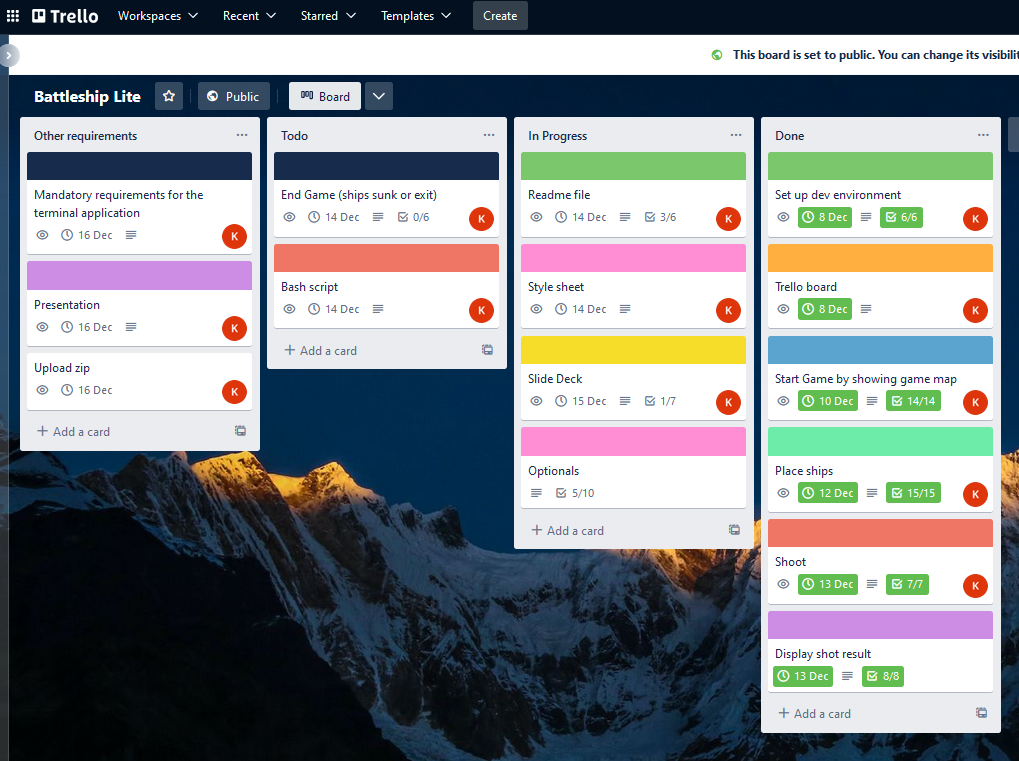 Trello
Workspaces
Recent
Starred
Templates
Create
This board is set to public. You can change its visibilit
Battleship Lite
Public
Board
Other requirements
Mandatory requirements for the
terminal application
16 Dec
K
Presentation
16 Dec
K
Upload zip
16 Dec
K
Add a card
Todo
End Game (ships sunk or exit)
14 Dec 0/6
K
Bash script
14 Dec
K
Add a card
In Progress
Readme file
14 Dec 3/6
K
Style sheet
14 Dec
K
Slide Deck
15 Dec 1/7
K
Optionals
5/10
Add a card
Done
Set up dev environment
8 Dec 6/6
K
Trello board
8 Dec
K
Start Game by showing game map
10 Dec 14/14
K
Place ships
12 Dec 15/15
K
Shoot
13 Dec 7/7
K
Display shot result
13 Dec 8/8
Add a card